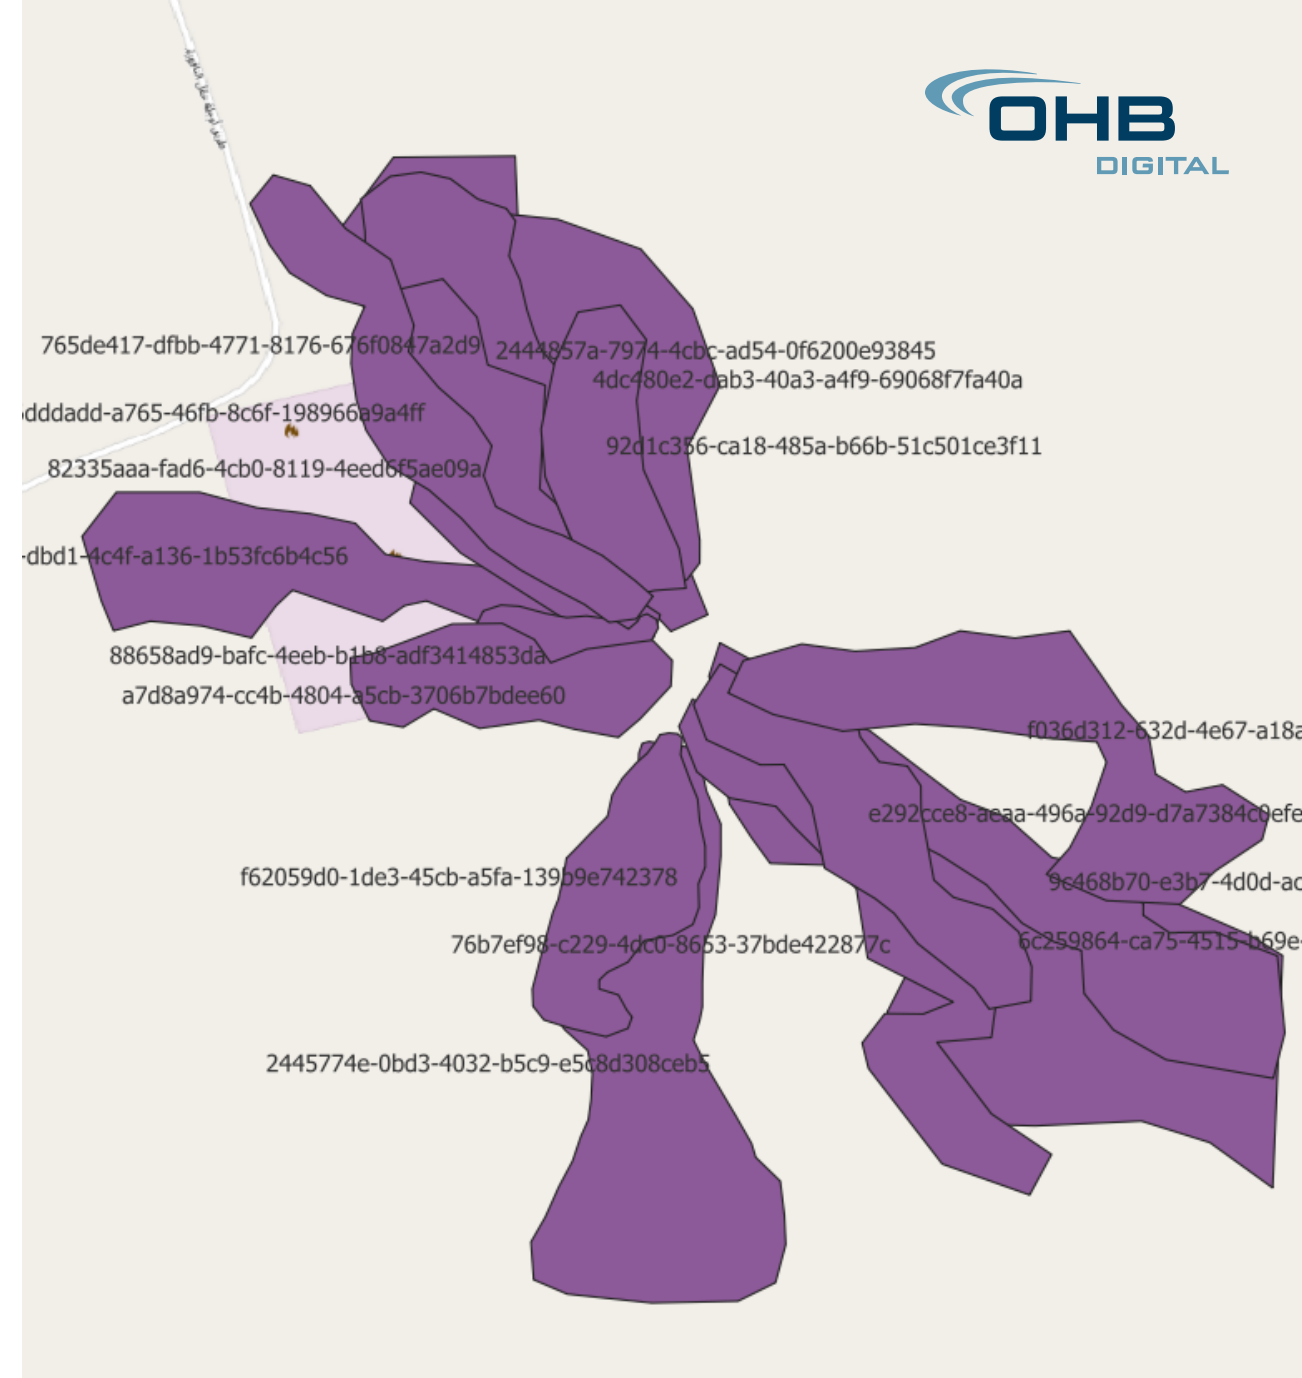 OHB
DIGITAL
765de417-dfbb-4771-8176-676f0847a2d9
2444857a-7974-4cbc-ad54-0f6200e93845
4dc480e2-dab3-40a3-a4f9-69068f7fa40a
dddadd-a765-46fb-8c6f-198966a9a4ff
92d1c356-ca18-485a-b66b-51c501ce3f11
82335aaa-fad6-4cb0-8119-4eed6f5ae09a
-dbd1-4c4f-a136-1b53fc6b4c56
88658ad9-bafc-4eeb-b1b8-adf3414853da
a7d8a974-cc4b-4804-a5cb-3706b7bdee60
f036d312-632d-4e67-a18a
e292cce8-aeaa-496a-92d9-d7a7384c0efe
f62059d0-1de3-45cb-a5fa-139b9e742378
9c468b70-e3b7-4d0d-ac
76b7ef98-c229-4dc0-8653-37bde422877c
6c259864-ca75-4515-b69e-
2445774e-0bd3-4032-b5c9-e5c8d308ceb5